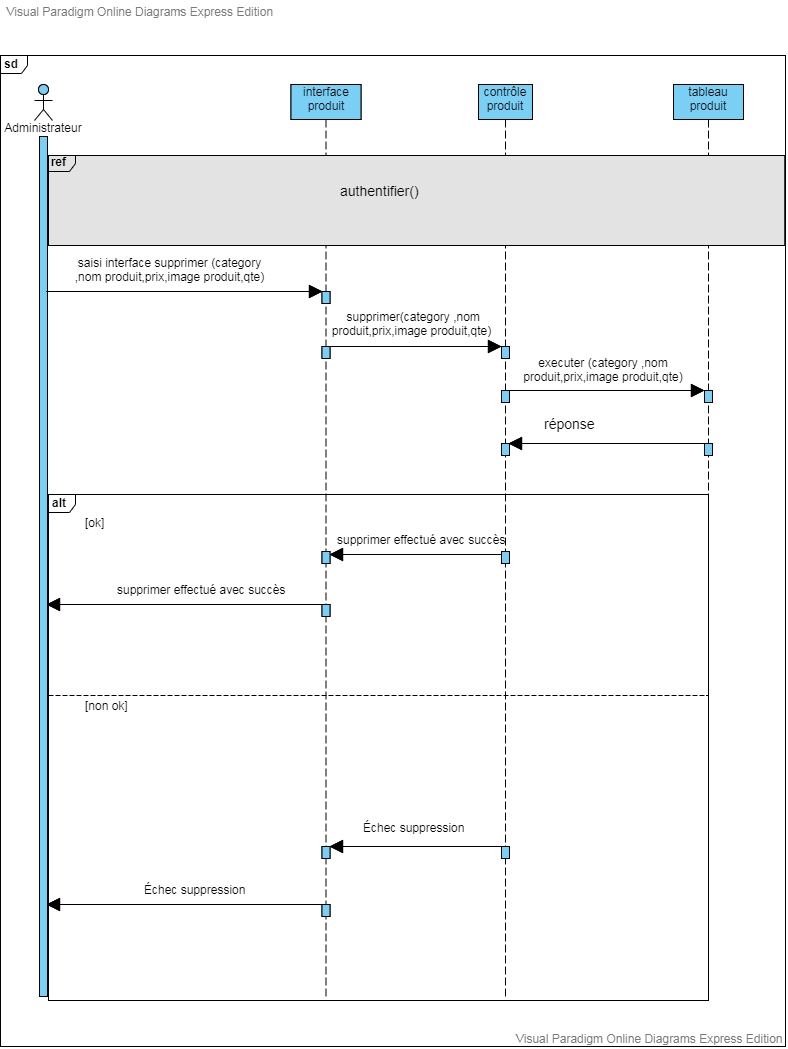 Visual Paradigm Online Diagrams Express Edition
sd
Administrateur
interface
produit
contrôle
produit
tableau
produit
ref
authentifier()
saisi interface supprimer (category
,nom produit,prix,image produit,qte)
supprimer(category ,nom
produit,prix,image produit,qte)
executer (category ,nom
produit,prix,image produit,qte)
réponse
alt
[ok]
supprimer effectué avec succès
supprimer effectué avec succès
[non ok]
Échec suppression
Échec suppression
Visual Paradigm Online Diagrams Express Edition